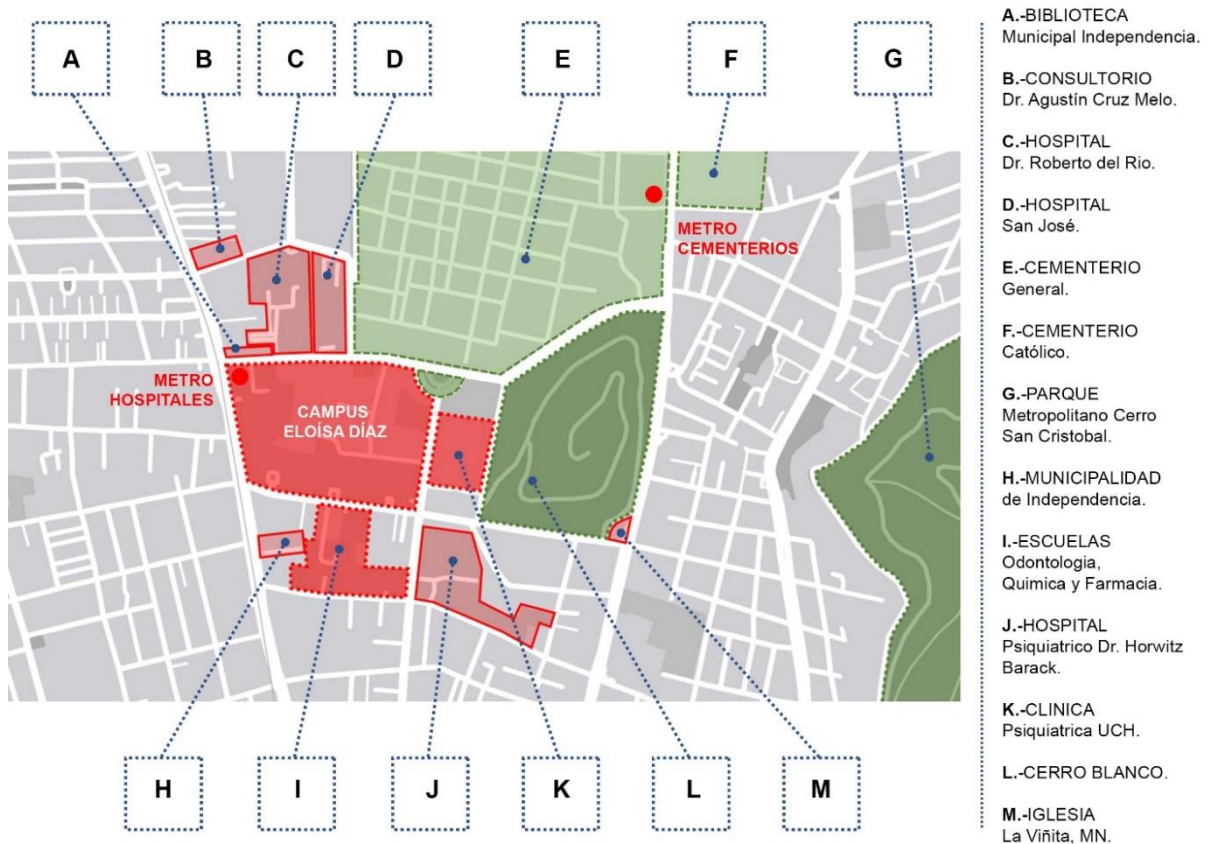 A
B
C
D
E
F
G
METRO
CEMENTERIOS
METRO
HOSPITALES
CAMPUS
ELOÍSA DÍAZ
H
I
J
K
L
M
A.-BIBLIOTECA
Municipal Independencia.
B.-CONSULTORIO
Dr. Agustín Cruz Melo.
C.-HOSPITAL
Dr. Roberto del Rio.
D.-HOSPITAL
San José.
E.-CEMENTERIO
General.
F.-CEMENTERIO
Católico.
G.-PARQUE
Metropolitano Cerro
San Cristobal.
H.-MUNICIPALIDAD
de Independencia.
I.-ESCUELAS
Odontología,
Quimica y Farmacia.
J.-HOSPITAL
Psiquiatrico Dr. Horwitz
Barack.
K.-CLINICA
Psiquiatrica UCH.
L.-CERRO BLANCO.
M.-IGLESIA
La Viñita, MN.